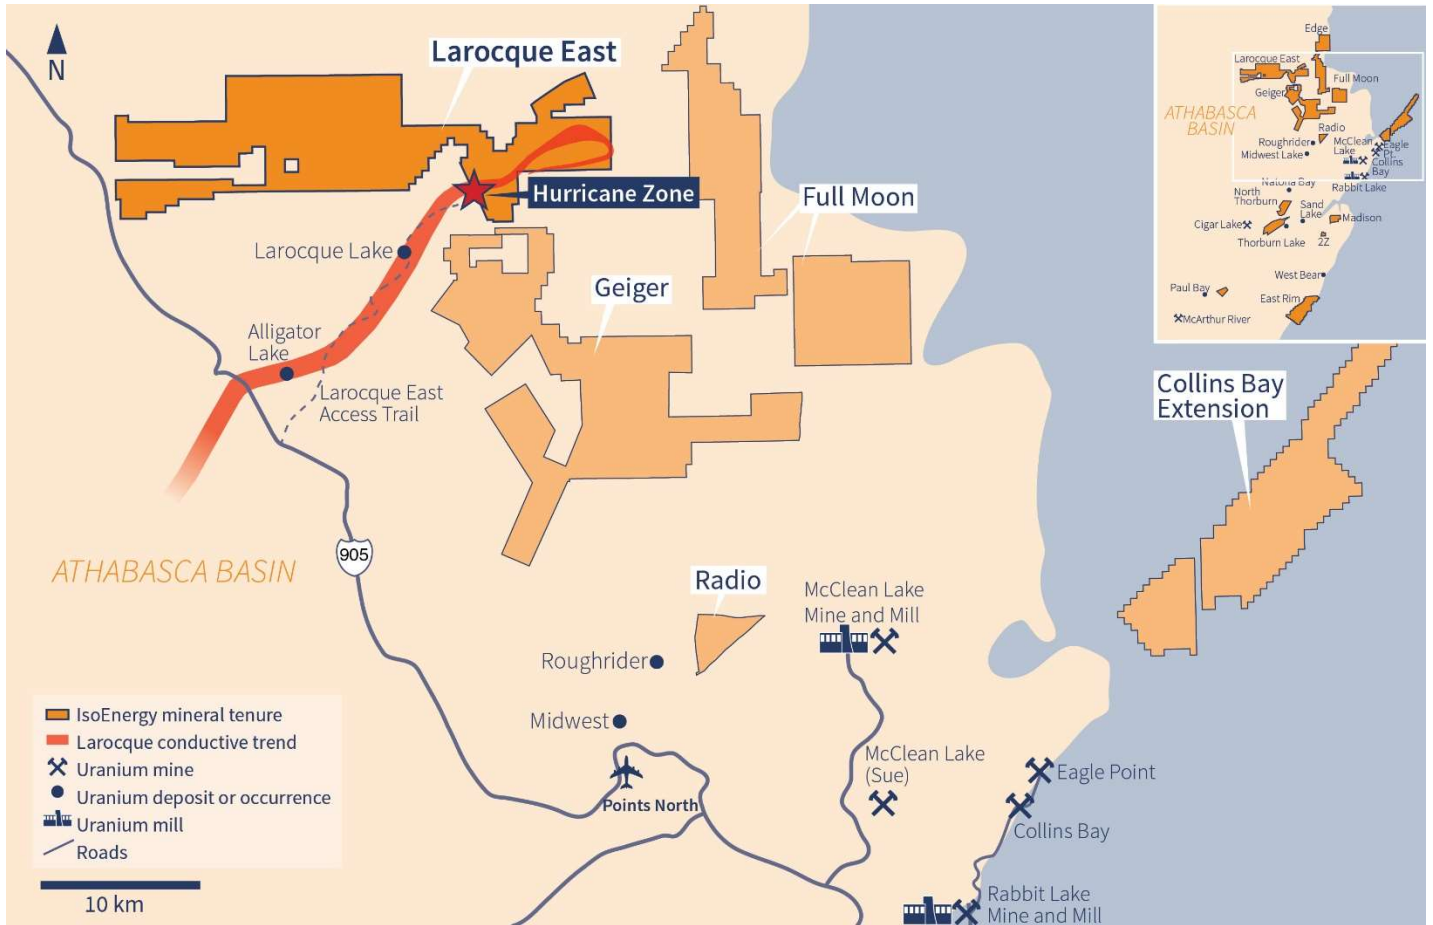 N
Larocque East
Hurricane Zone
Full Moon
Larocque Lake
Geiger
Alligator
Lake
Larocque East
Access Trail
Collins Bay
Extension
905
ATHABASCA BASIN
Radio
McClean Lake
Mine and Mill
Roughrider
Midwest
McClean Lake
(Sue)
Eagle Point
Points North
Collins Bay
Rabbit Lake
Mine and Mill
IsoEnergy mineral tenure
Larocque conductive trend
Uranium mine
Uranium deposit or occurrence
Uranium mill
Roads
10 km
Edge
Larocque East
Full Moon
Geiger
ATHABASCA
BASIN
Radio
Roughrider
McClean
Lake
Eagle
Pt.
Midwest Lake
Collins
Bay
Rabbit Lake
Natona Bay
North
Thorburn
Sand
Lake
Madison
Cigar Lake
Thorburn Lake
2Z
West Bear
Paul Bay
East Rim
McArthur River